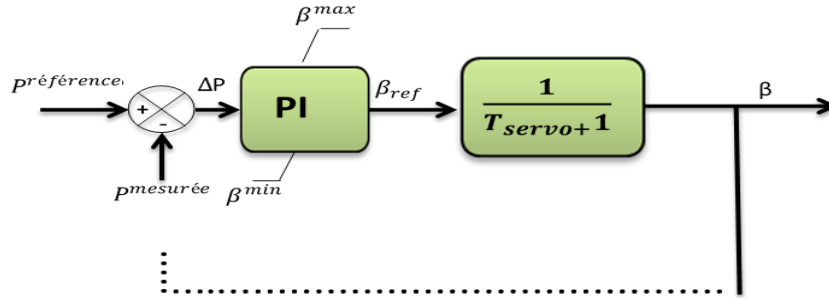 β^max
P^référence
ΔP
β_ref
β
+
-
PI
1
T_servo+ 1
P^mesurée
β^min